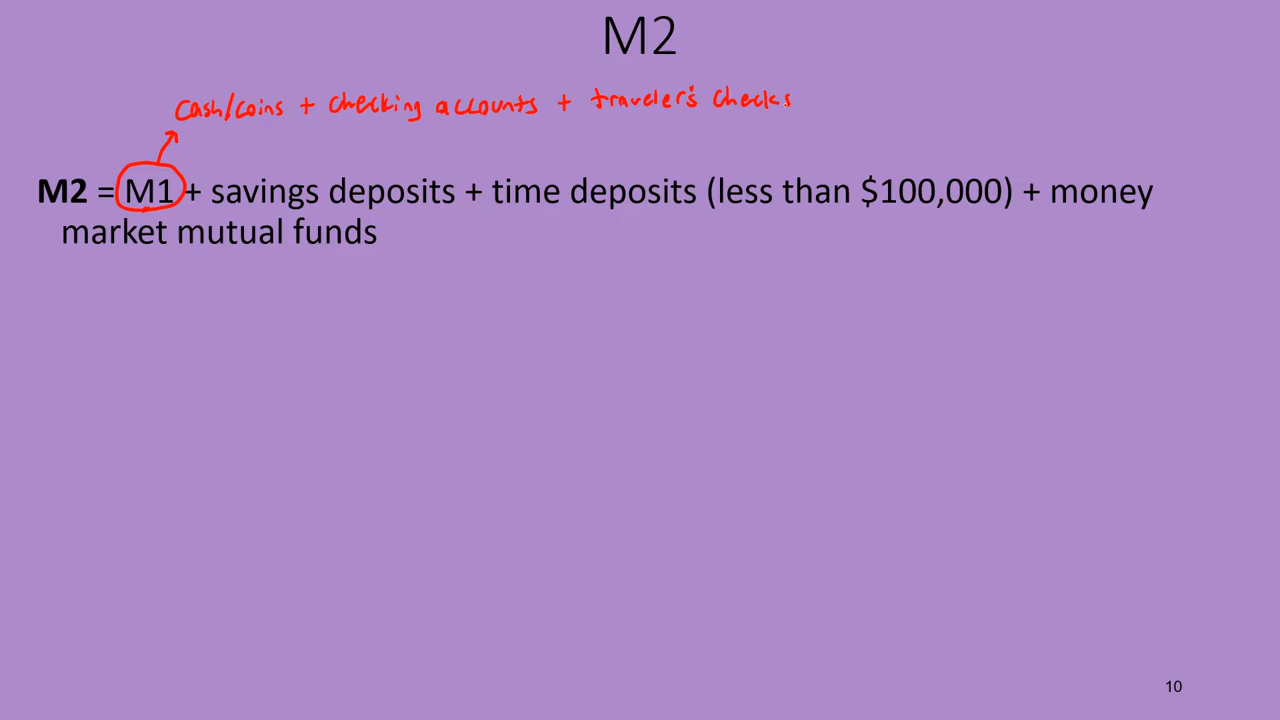 M2
cash/coins + checking accounts + traveler's checks
M2 = M1 + savings deposits + time deposits (less than $100,000) + money
market mutual funds
10